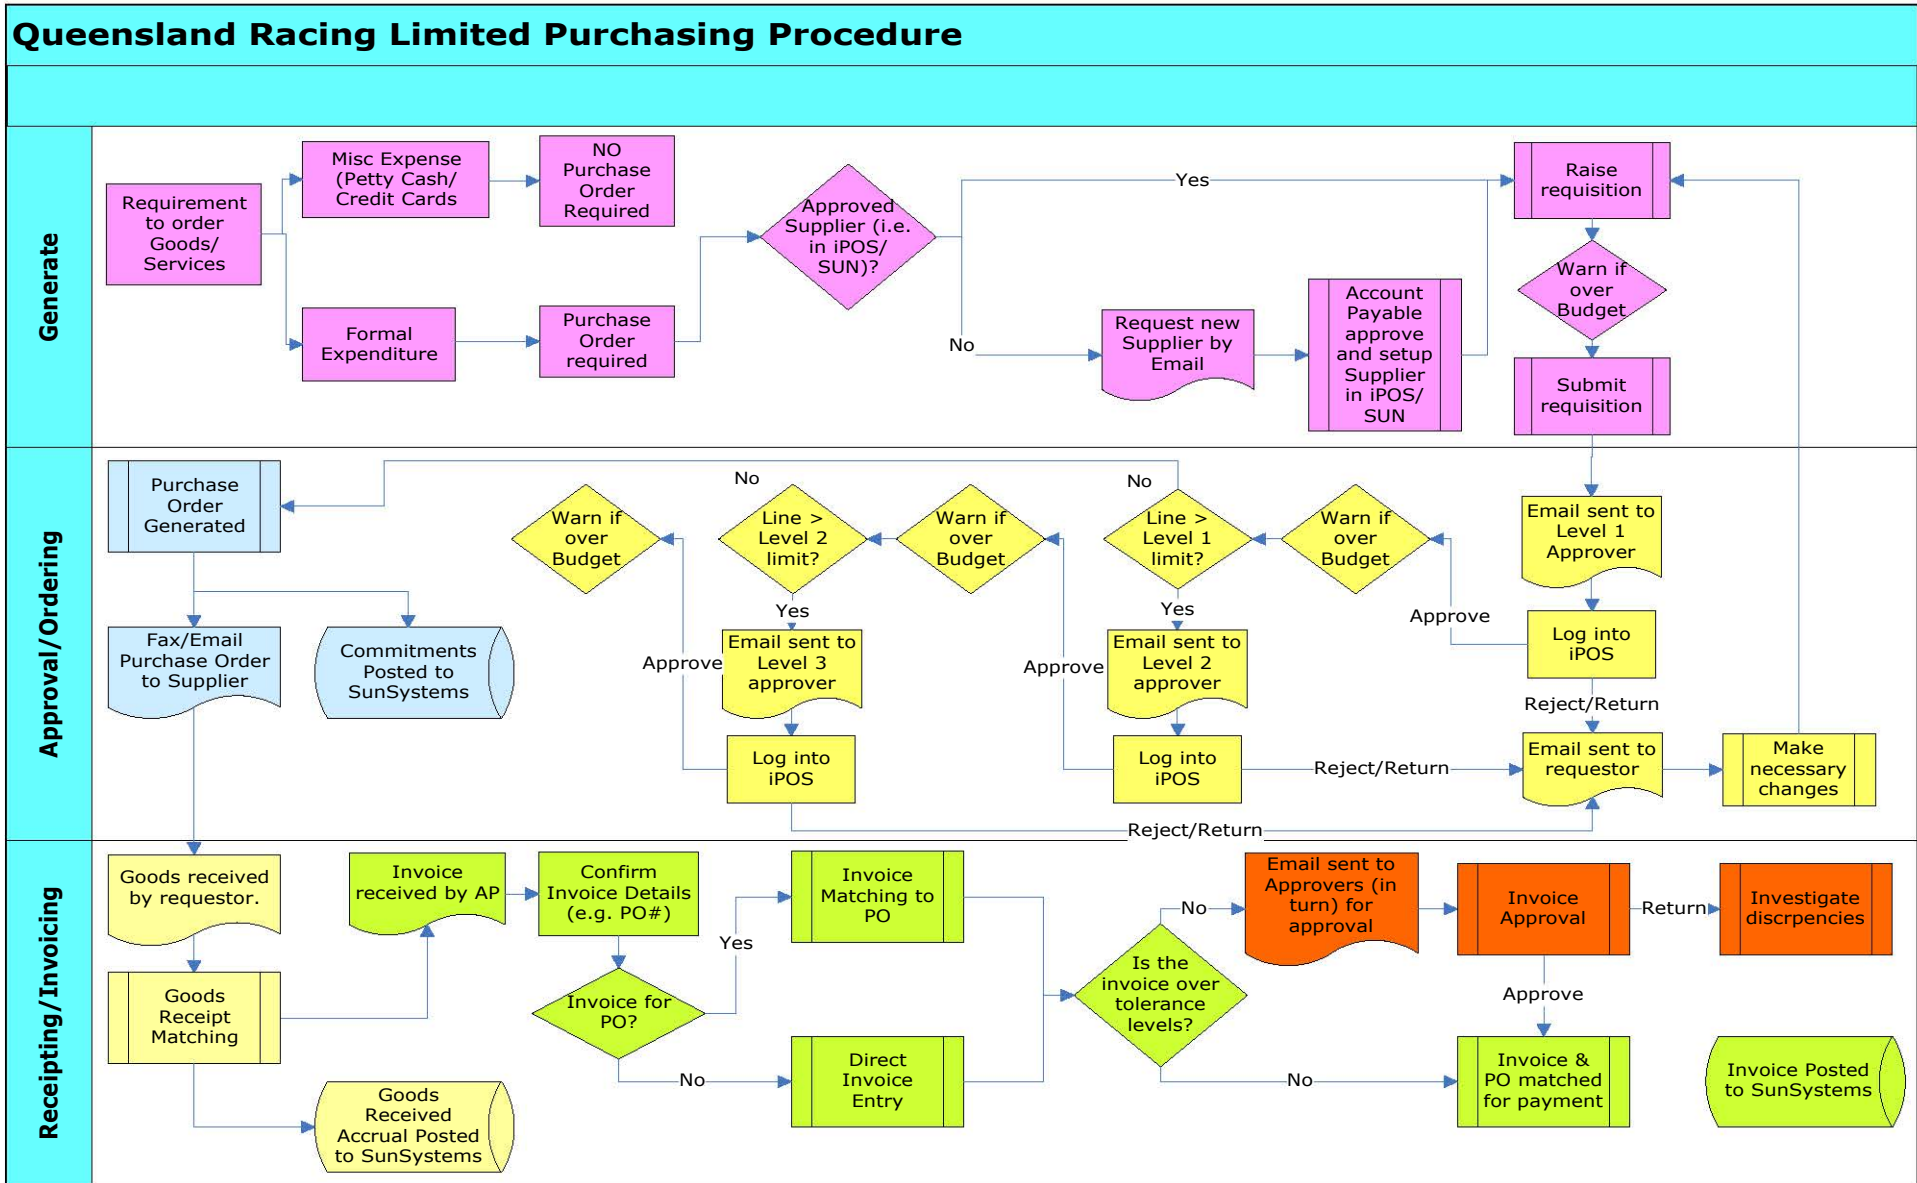 Queensland Racing Limited Purchasing Procedure
Generate
Requirement
to order
Goods/
Services
Misc Expense
(Petty Cash/
Credit Cards
NO
Purchase
Order
Required
Formal
Expenditure
Purchase
Order
required
Approved
Supplier (i.e.
in iPOS/
SUN)?
Yes
No
Request new
Supplier by
Email
Account
Payable
approve
and setup
Supplier
in iPOS/
SUN
Raise
requisition
Warn if
over
Budget
Submit
requisition
Approval/Ordering
Purchase
Order
Generated
Fax/Email
Purchase Order
to Supplier
Commitments
Posted to
SunSystems
Warn if
over
Budget
No
Line >
Level 2
limit?
Yes
Approve
Email sent to
Level 3
approver
Log into
iPOS
Warn if
over
Budget
No
Line >
Level 1
limit?
Yes
Approve
Email sent to
Level 2
approver
Log into
iPOS
Warn if
over
Budget
Approve
Email sent to
Level 1
Approver
Log into
iPOS
Reject/Return
Reject/Return
Email sent to
requestor
Make
necessary
changes
Reject/Return
Receipting/Invoicing
Goods received
by requestor.
Goods
Receipt
Matching
Goods
Received
Accrual Posted
to SunSystems
Invoice
received by AP
Confirm
Invoice Details
(e.g. PO#)
Invoice for
PO?
Yes
No
Invoice
Matching to
PO
Direct
Invoice
Entry
Is the
invoice over
tolerance
levels?
No
No
Email sent to
Approvers (in
turn) for
approval
Invoice
Approval
Return
Investigate
discrpencies
Approve
Invoice &
PO matched
for payment
Invoice Posted
to SunSystems